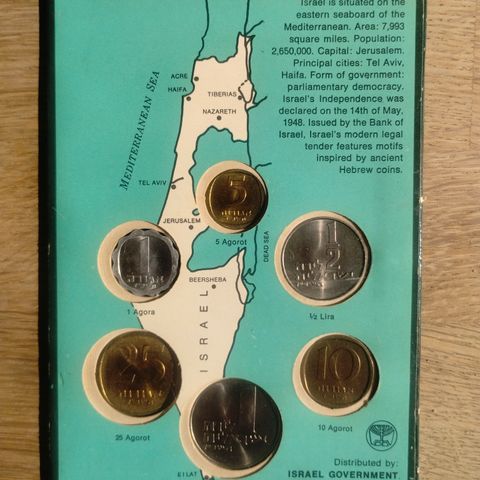 Israel is situated on the
eastern seaboard of the
Mediterranean. Area: 7,993
square miles. Population:
2,650,000. Capital: Jerusalem.
Principal cities: Tel Aviv,
Haifa. Form of government:
parliamentary democracy.
Israel's Independence was
declared on the 14th of May,
1948. Issued by the Bank of
Israel, Israel's modern legal
tender features motifs
inspired by ancient
Hebrew coins.
MEDITERRANEAN SEA
ACRE
HAIFA
TIBERIAS
NAZARETH
TEL AVIV
JERUSALEM
DEAD SEA
BEERSHEBA
ISRAEL
EILAT
5
5 Agorot
1
1 Agora
1/2
½ Lira
25
25 Agorot
1
10
10 Agorot
Distributed by:
ISRAEL GOVERNMENT